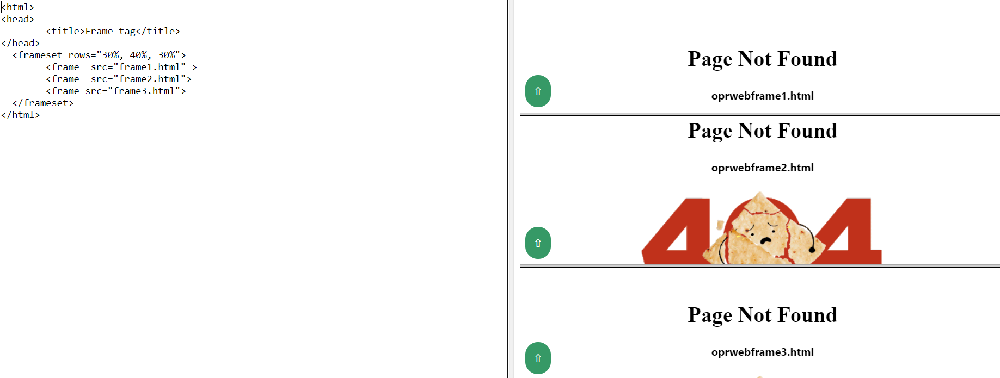 <html>
<head>
<title>Frame tag</title>
</head>
<frameset rows="30%, 40%, 30%">
<frame  src="frame1.html" >
<frame  src="frame2.html">
<frame src="frame3.html">
</frameset>
</html>
Page Not Found
⇧
oprwebframe1.html
Page Not Found
oprwebframe2.html
404
⇧
Page Not Found
oprwebframe3.html
⇧